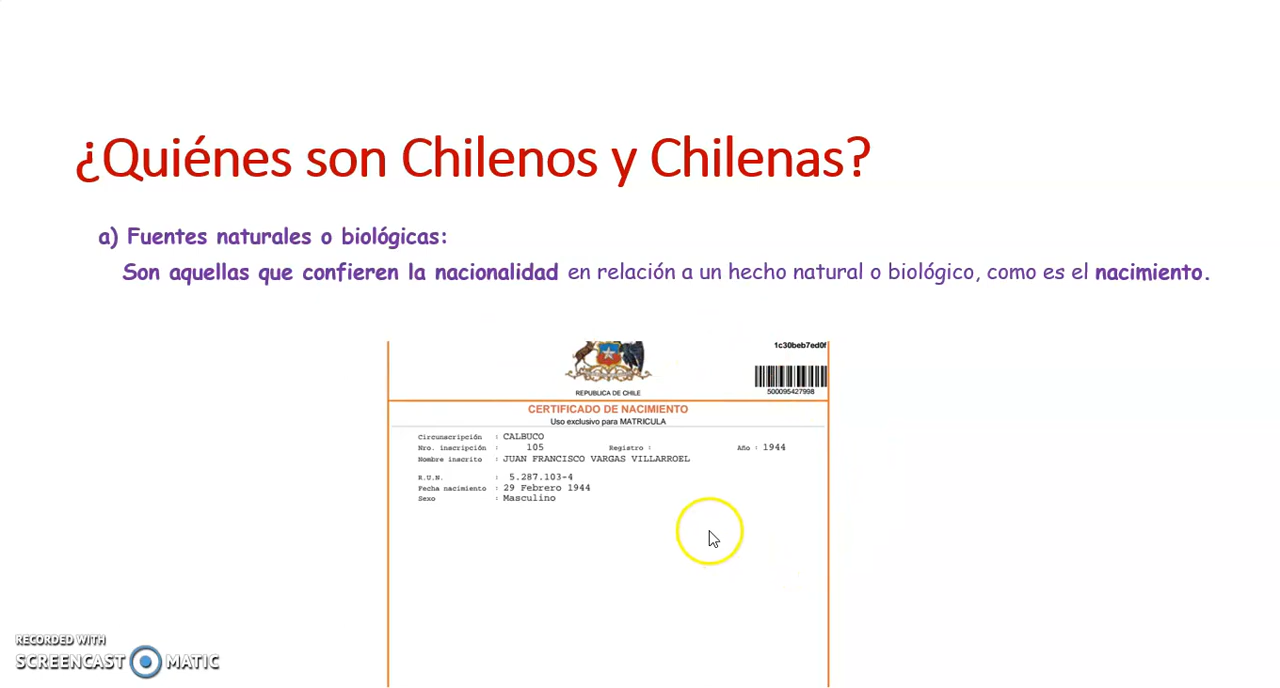 ¿Quiénes son Chilenos y Chilenas?
a) Fuentes naturales o biológicas:
Son aquellas que confieren la nacionalidad en relación a un hecho natural o biológico, como es el nacimiento.
1c30beb7ed0f
500095427998
REPUBLICA DE CHILE
CERTIFICADO DE NACIMIENTO
Uso exclusivo para MATRICULA
Circunscripción : CALBUCO
Nro. inscripción : 105 Registro : Año : 1944
Nombre inscrito : JUAN FRANCISCO VARGAS VILLARROEL
R.U.N. : 5.287.103-4
Fecha nacimiento : 29 Febrero 1944
Sexo : Masculino
RECORDED WITH
SCREENCAST MATIC